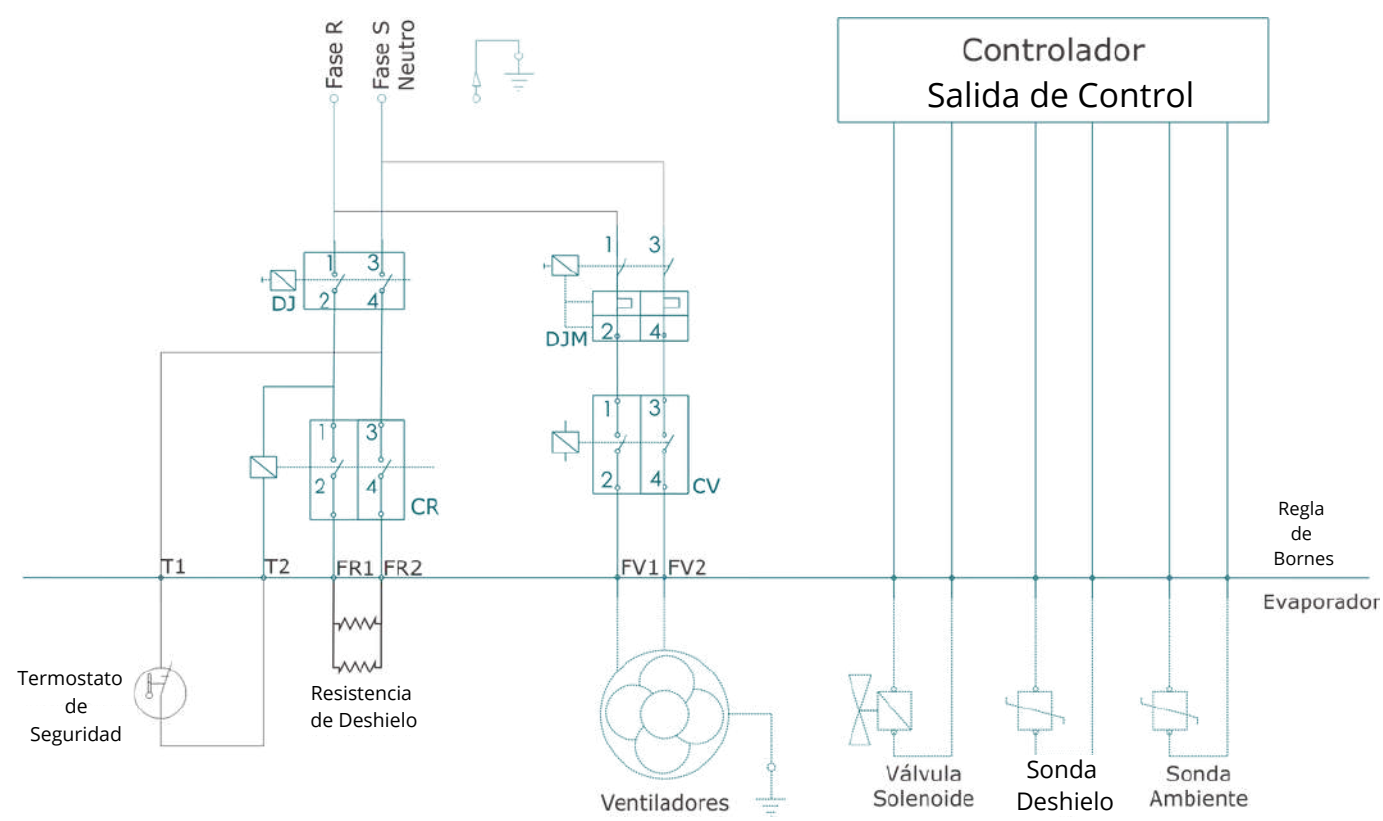 Fase R
Fase S
Neutro
Controlador
Salida de Control
1 3
DJ
2 4
1 3
DJM
2 4
1 3
2 4
CR
1 3
2 4
CV
T1
T2
FR1
FR2
FV1
FV2
Regla
de
Bornes
Evaporador
Termostato
de
Seguridad
Resistencia
de Deshielo
Ventiladores
Válvula
Solenoide
Sonda
Deshielo
Sonda
Ambiente